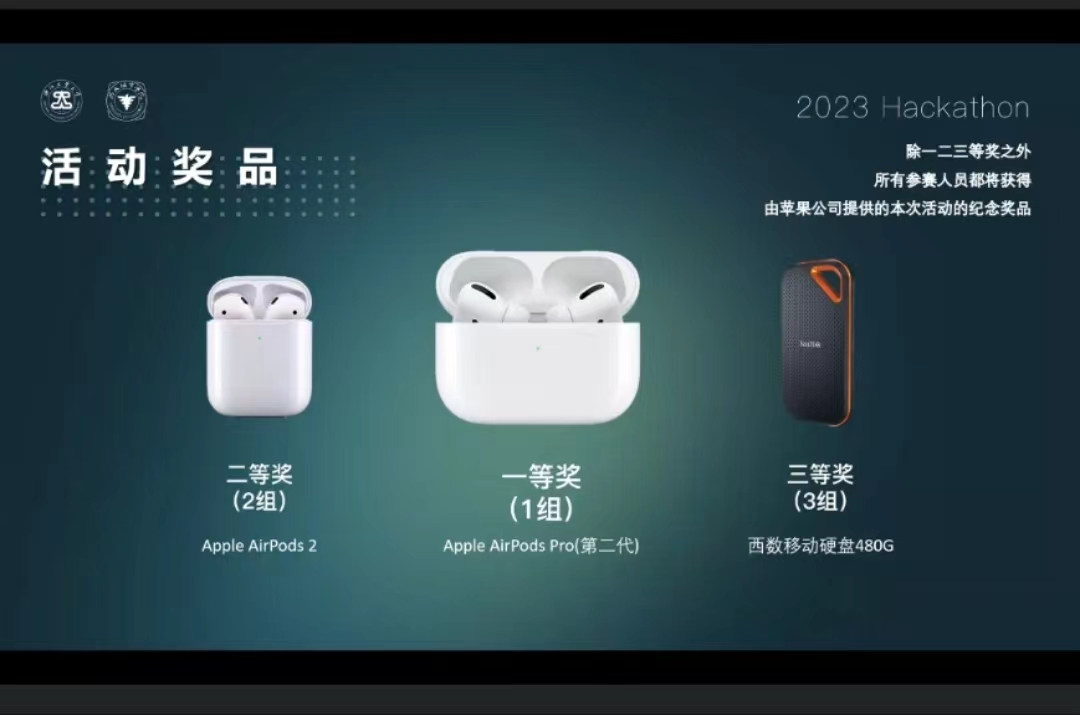 活动奖品
2023 Hackathon
除一二三等奖之外
所有参赛人员都将获得
由苹果公司提供的本次活动的纪念奖品
SanDisk
二等奖
(2组)
Apple AirPods 2
一等奖
(1组)
Apple AirPods Pro(第二代)
三等奖
(3组)
西数移动硬盘480G